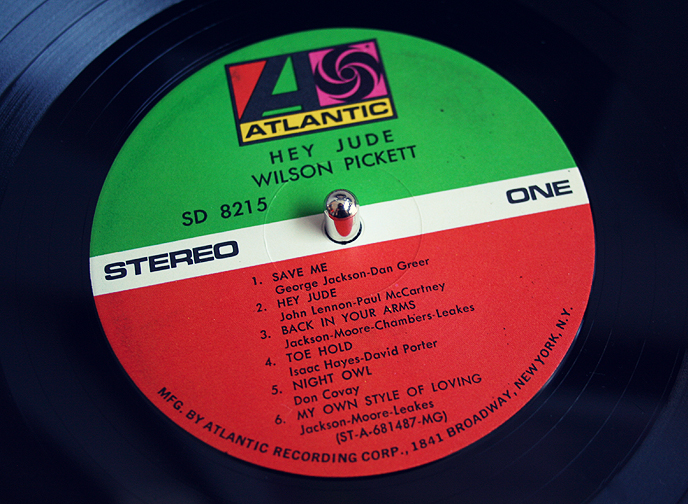 ATLANTIC
HEY JUDE
WILSON PICKETT
SD 8215
STEREO
ONE
1. SAVE ME
George Jackson-Dan Greer
2. HEY JUDE
John Lennon-Paul McCartney
3. BACK IN YOUR ARMS
Jackson-Moore-Chambers-Leakes
4. TOE HOLD
Isaac Hayes-David Porter
5. NIGHT OWL
Don Covay
6. MY OWN STYLE OF LOVING
Jackson-Moore-Leakes
(ST-A-681487-MG)
MFG. BY ATLANTIC RECORDING CORP., 1841 BROADWAY, NEW YORK, N.Y.